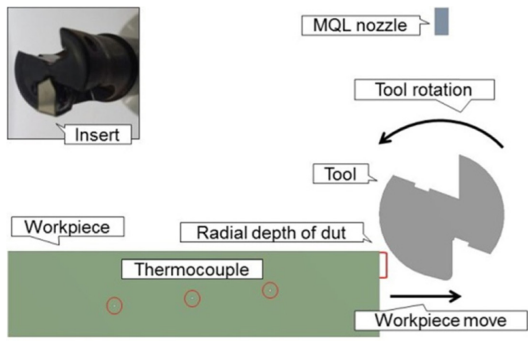 MQL nozzle
Tool rotation
Insert
Tool
Workpiece
Radial depth of dut
Thermocouple
Workpiece move